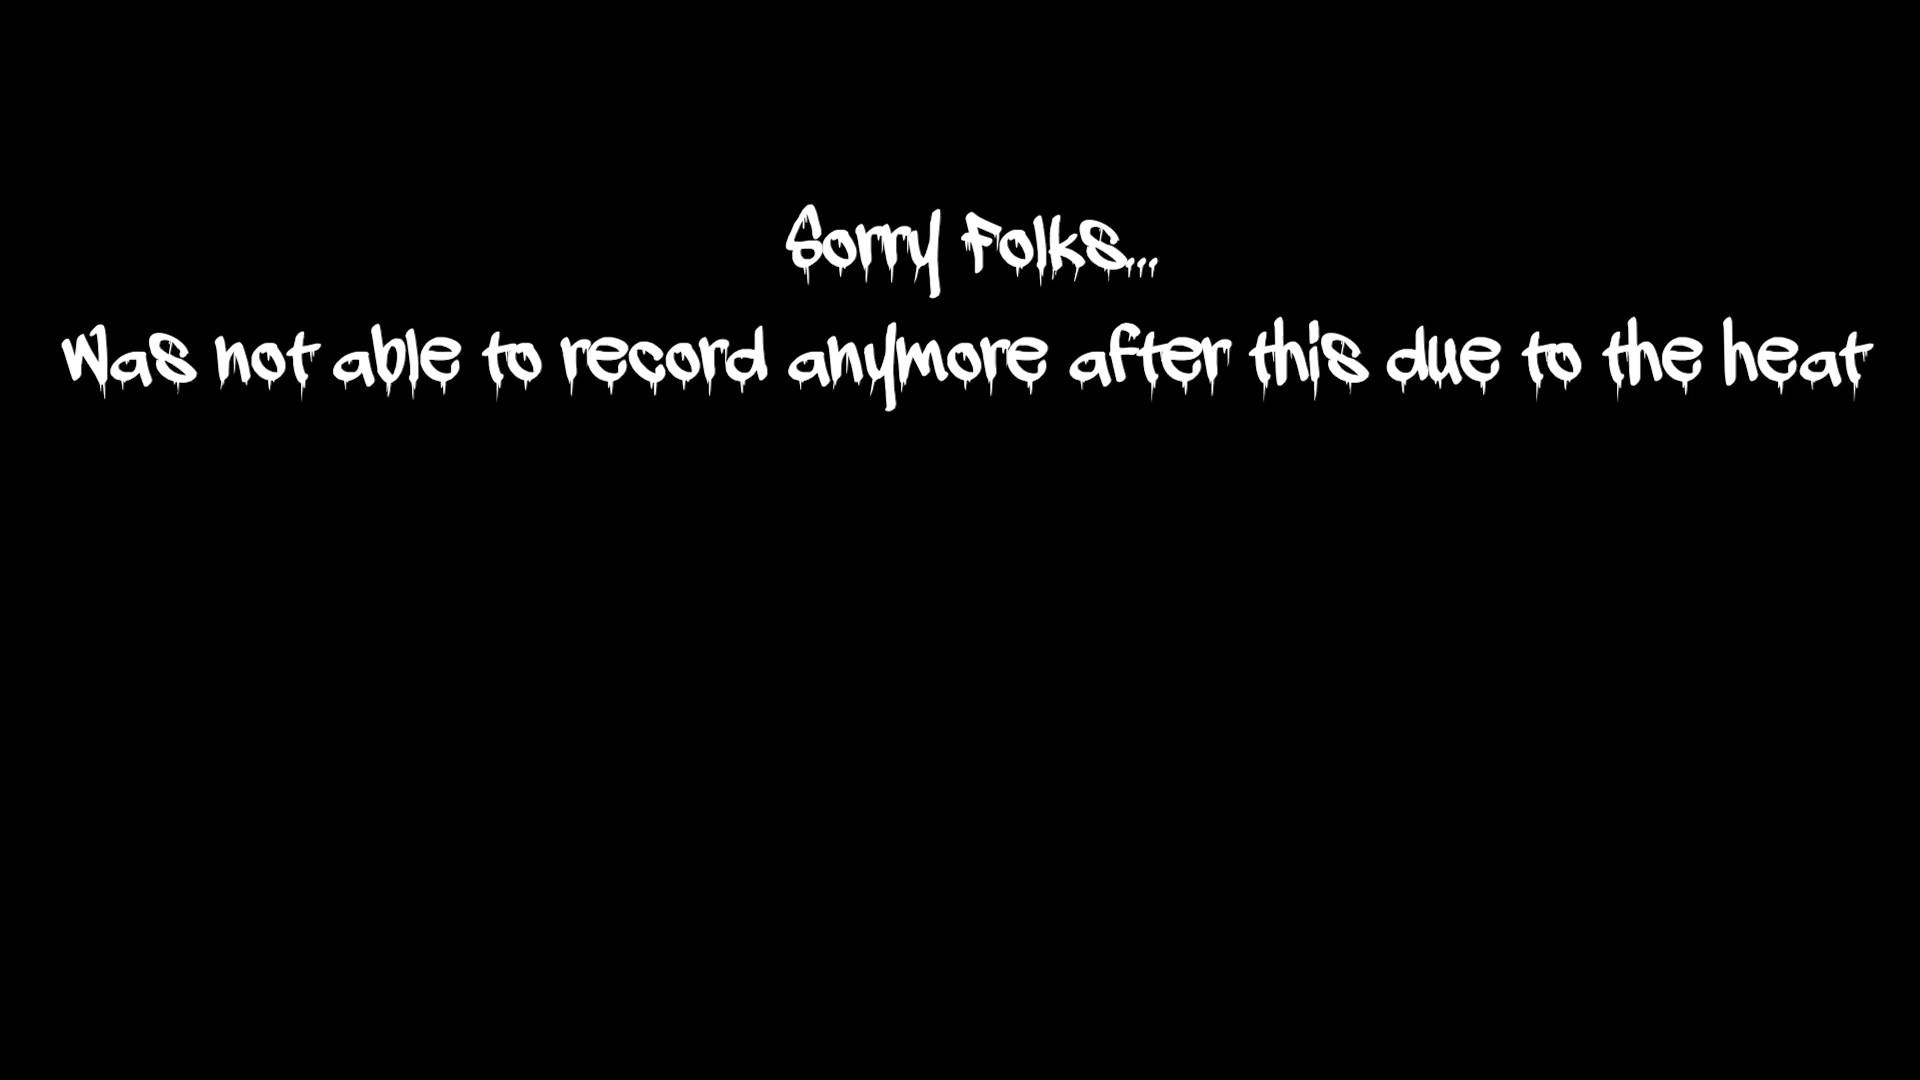 Sorry Folks...
Was not able to record anymore after this due to the heat